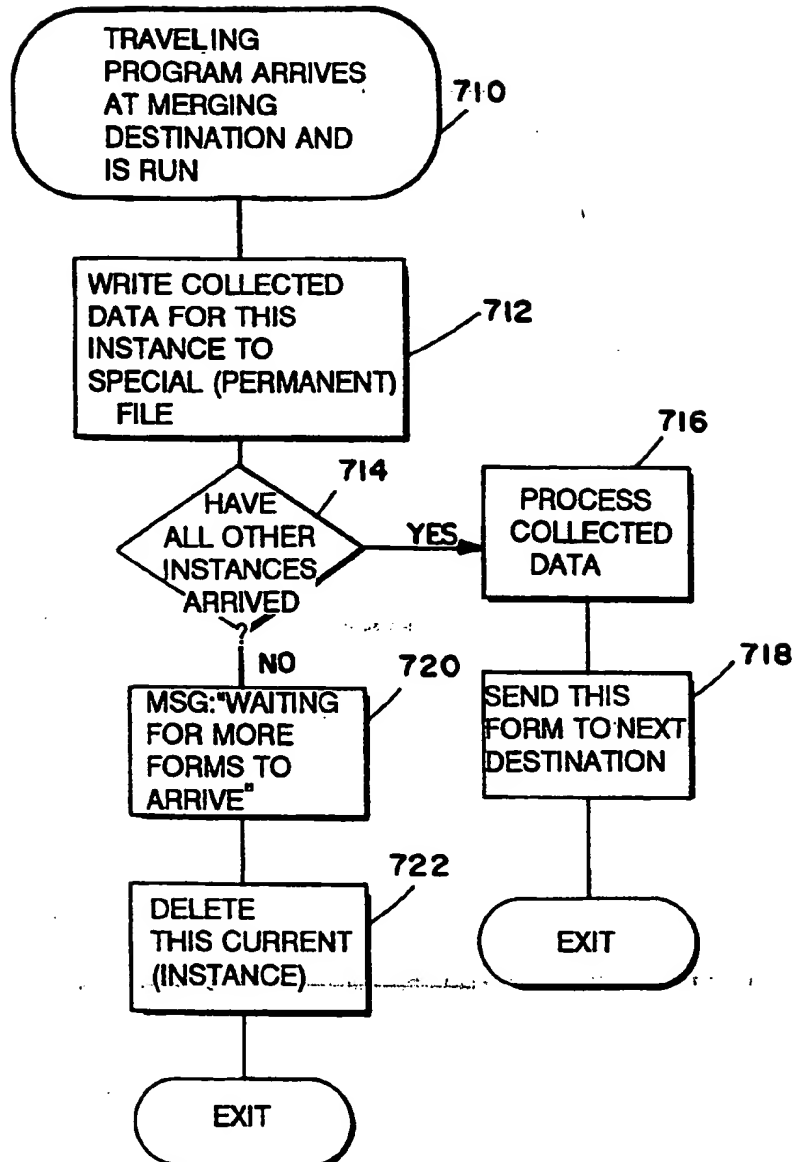 TRAVELING
PROGRAM ARRIVES
AT MERGING
DESTINATION AND
IS RUN
710
WRITE COLLECTED
DATA FOR THIS
INSTANCE TO
SPECIAL (PERMANENT)
FILE
712
714
HAVE
ALL OTHER
INSTANCES
ARRIVED
?
YES
716
PROCESS
COLLECTED
DATA
NO
720
MSG:"WAITING
FOR MORE
FORMS TO
ARRIVE"
718
SEND THIS
FORM TO NEXT
DESTINATION
722
DELETE
THIS CURRENT
(INSTANCE)
EXIT
EXIT